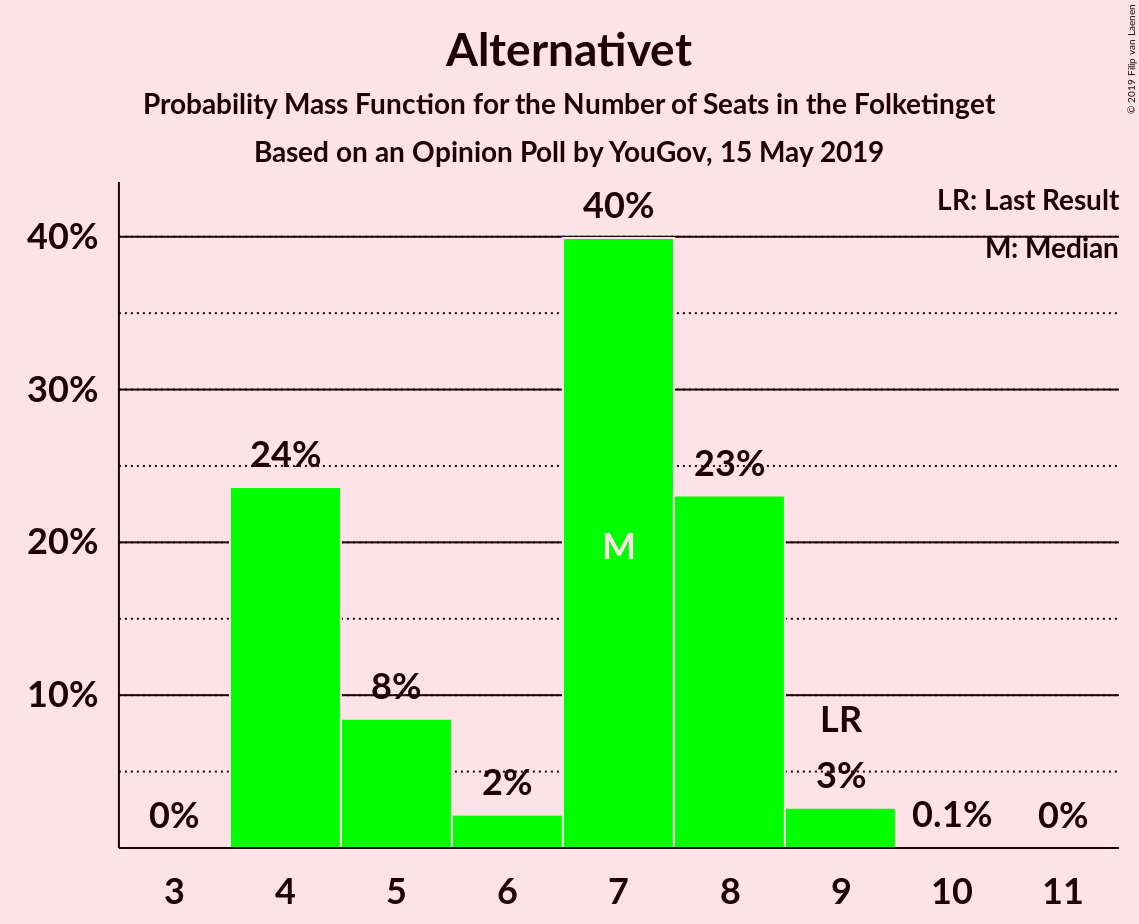 Alternativet
Probability Mass Function for the Number of Seats in the Folketinget
Based on an Opinion Poll by YouGov, 15 May 2019
© 2019 Filip van Laenen
LR: Last Result
M: Median
40%
30%
20%
10%
0%
24%
8%
2%
40%
M
23%
LR
3%
0.1%
0%
3 4 5 6 7 8 9 10 11